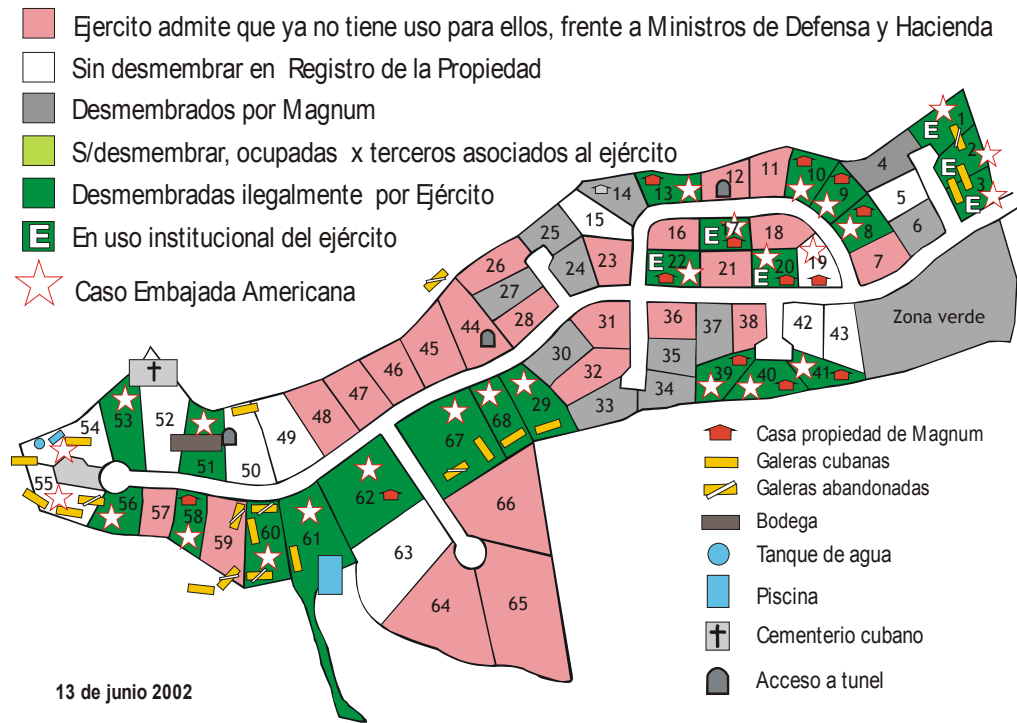 Ejercito admite que ya no tiene uso para ellos, frente a Ministros de Defensa y Hacienda
Sin desmembrar en Registro de la Propiedad
Desmembrados por Magnum
S/desmembrar, ocupadas x terceros asociados al ejército
Desmembradas ilegalmente por Ejército
E En uso institucional del ejército
Caso Embajada Americana
1
E
2
E
3
E
4
5
6
7
8
9
10
11
12
13
14
15
16
E 17
18
19
E 20
21
E 22
23
24
25
26
27
28
44
45
46
47
48
49
50
51
52
53
54
55
56
57
58
59
60
61
62
63
64
65
66
67
68
29
30
31
32
33
34
35
36
37
38
39
40
41
42
43
Zona verde
Casa propiedad de Magnum
Galeras cubanas
Galeras abandonadas
Bodega
Tanque de agua
Piscina
Cementerio cubano
Acceso a tunel
13 de junio 2002